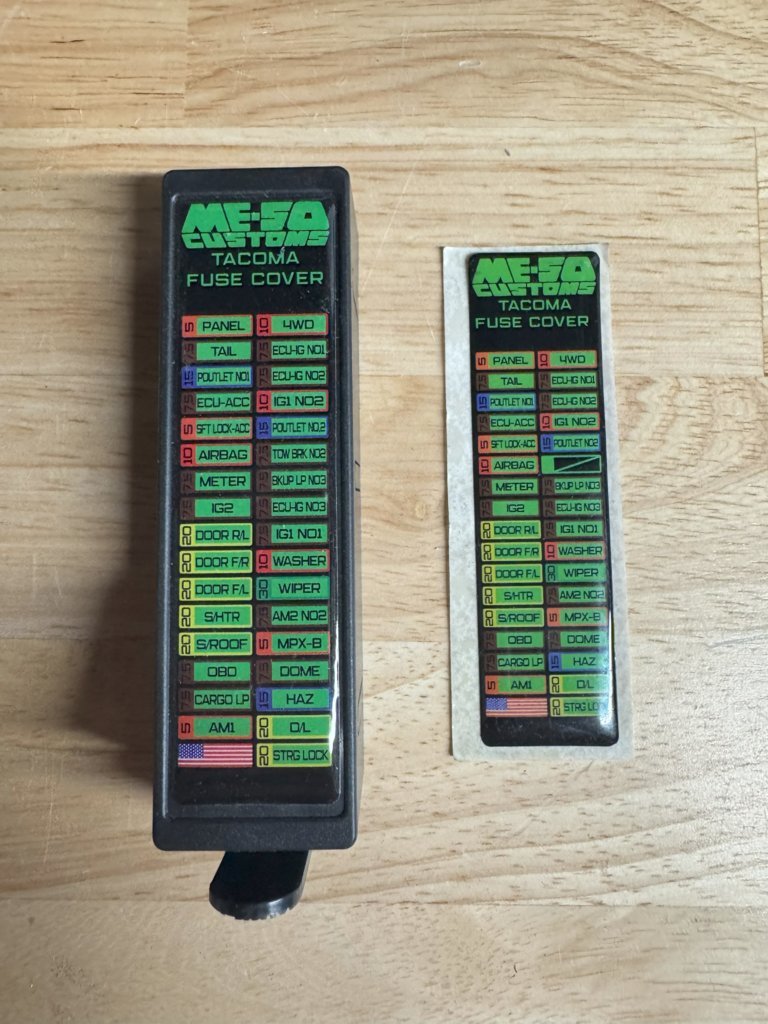 ME-SO
CUSTOMS
TACOMA
FUSE COVER
5 PANEL 10 4WD
7.5 TAIL 7.5 ECU-IG NO1
15 POUTLET NO1 7.5 ECU-IG NO2
7.5 ECU-ACC 10 IG1 NO2
5 SFT LOCK-ACC 15 POUTLET NO.2
10 AIRBAG 7.5 TOW BRK NO2
7.5 METER 7.5 BKUP LP NO3
7.5 IG2 7.5 ECU-IG NO3
20 DOOR R/L 7.5 IG1 NO1
20 DOOR F/R 10 WASHER
20 DOOR F/L 30 WIPER
20 S/HTR 7.5 AM2 NO2
20 S/ROOF 5 MPX-B
7.5 OBD 7.5 DOME
7.5 CARGO LP 15 HAZ
5 AM1 20 D/L
20 STRG LOCK
ME-SO
CUSTOMS
TACOMA
FUSE COVER
5 PANEL 10 4WD
7.5 TAIL 7.5 ECU-IG NO1
15 POUTLET NO1 7.5 ECU-IG NO2
7.5 ECU-ACC 10 IG1 NO2
5 SFT LOCK-ACC 15 POUTLET NO2
10 AIRBAG
7.5 METER 7.5 BKUP LP NO3
7.5 IG2 7.5 ECU-IG NO3
20 DOOR R/L 7.5 IG1 NO1
20 DOOR F/R 10 WASHER
20 DOOR F/L 30 WIPER
20 S/HTR 7.5 AM2 NO2
20 S/ROOF 5 MPX-B
7.5 OBD 7.5 DOME
7.5 CARGO LP 15 HAZ
5 AM1 20 D/L
20 STRG LOCK